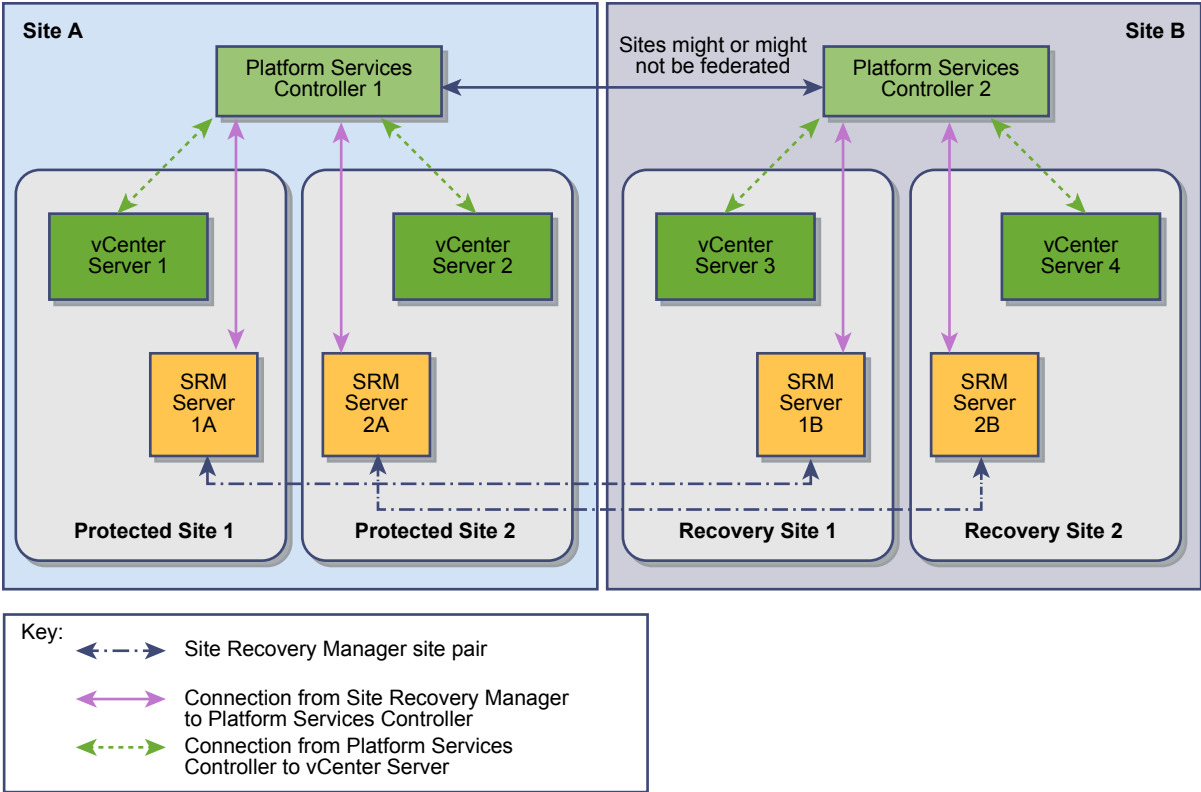 Site A
Site B
Sites might or might
not be federated
Platform Services
Controller 1
Platform Services
Controller 2
vCenter
Server 1
vCenter
Server 2
vCenter
Server 3
vCenter
Server 4
SRM
Server
1A
SRM
Server
2A
SRM
Server
1B
SRM
Server
2B
Protected Site 1
Protected Site 2
Recovery Site 1
Recovery Site 2
Key:
Site Recovery Manager site pair
Connection from Site Recovery Manager
to Platform Services Controller
Connection from Platform Services
Controller to vCenter Server